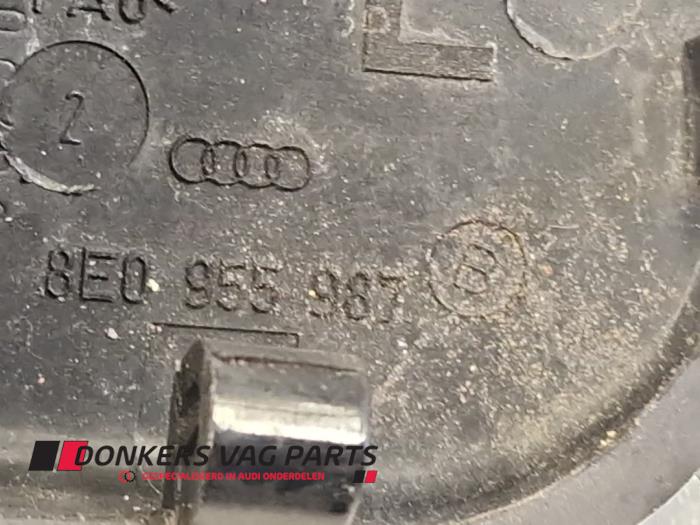 L
2
8E0 955 987 B
DONKERS VAG PARTS
GESPECIALISEERD IN AUDI ONDERDELEN